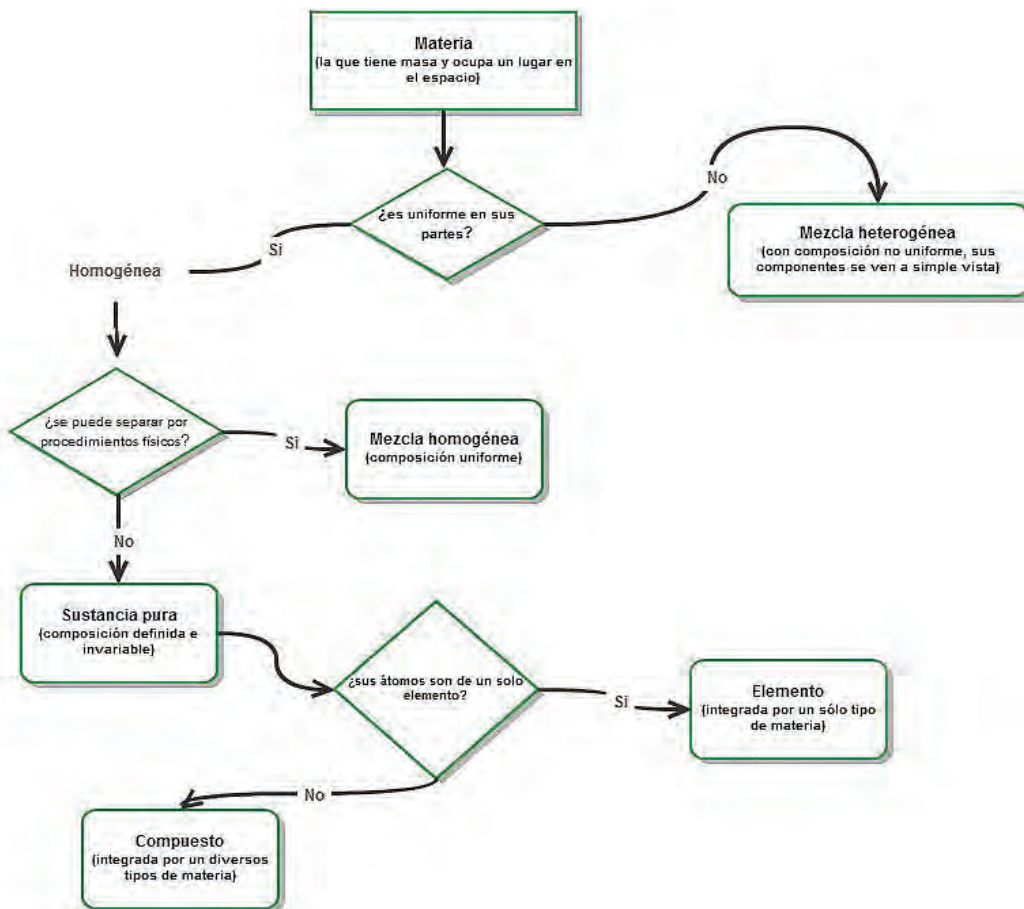 Materia
(la que tiene masa y ocupa un lugar en
el espacio)
¿es uniforme en sus
partes?
No
Mezcla heterogénea
(con composición no uniforme, sus
componentes se ven a simple vista)
Si
Homogénea
¿se puede separar por
procedimientos físicos?
Si
Mezcla homogénea
(composición uniforme)
No
Sustancia pura
(composición definida e
invariable)
¿sus átomos son de un solo
elemento?
Si
Elemento
(integrada por un sólo tipo
de materia)
No
Compuesto
(integrada por un diversos
tipos de materia)